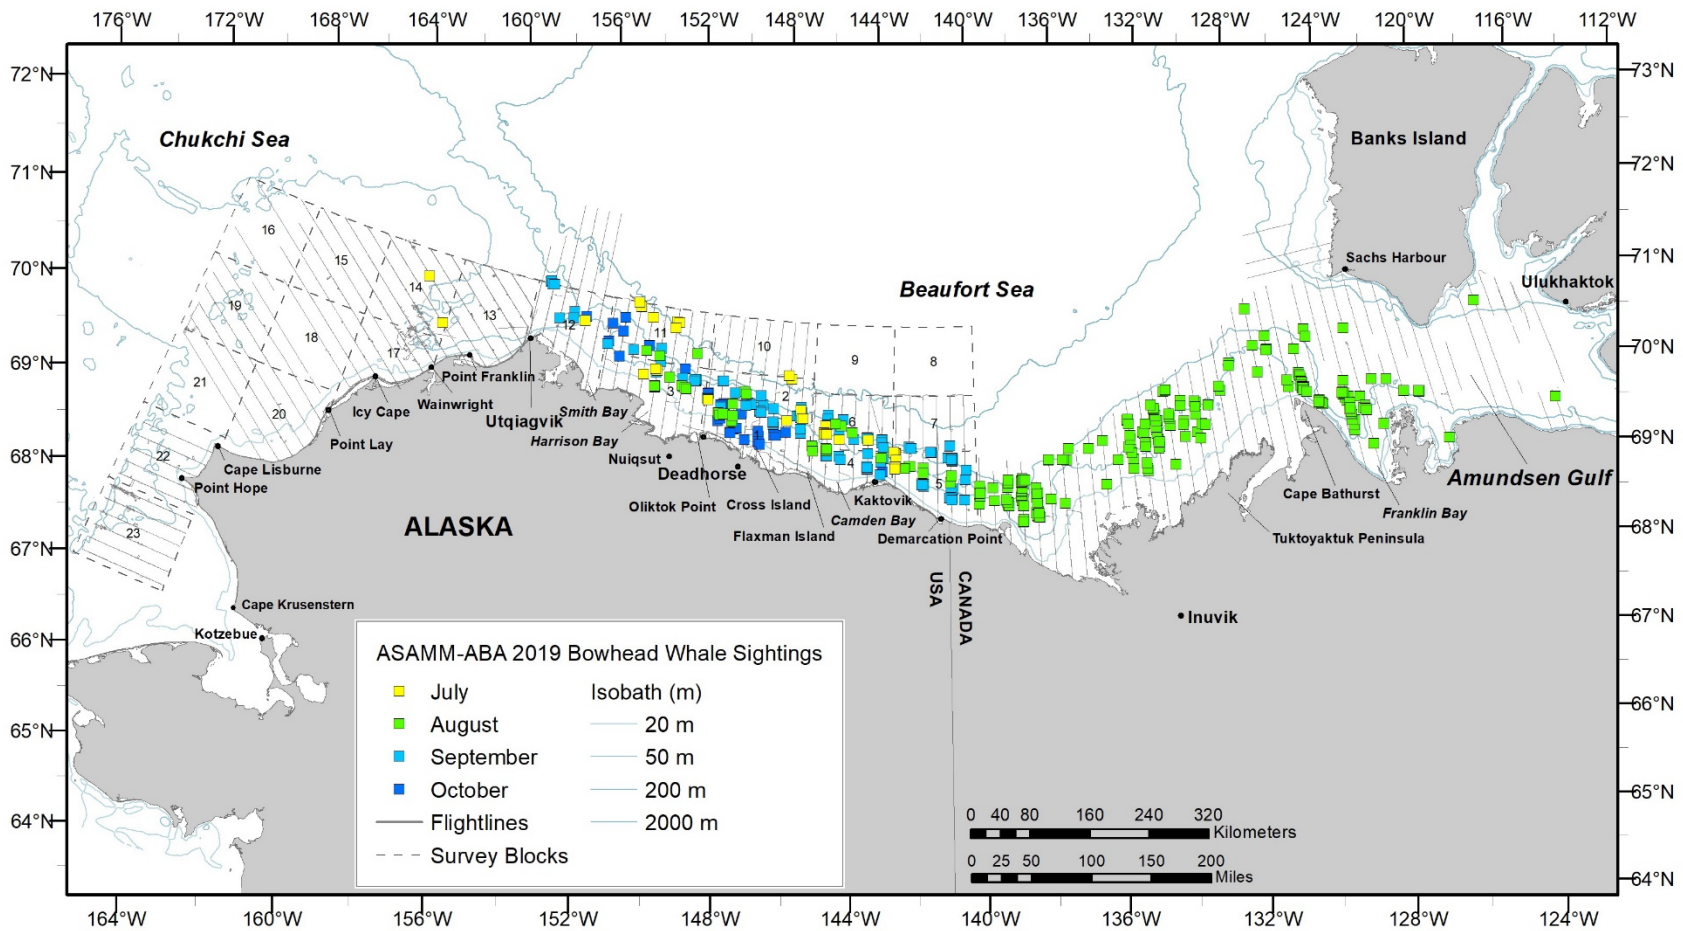 176°W 172°W 168°W 164°W 160°W 156°W 152°W 148°W 144°W 140°W 136°W 132°W 128°W 124°W 120°W 116°W 112°W
72°N
73°N
Chukchi Sea
Banks Island
72°N
71°N
16
15
14
13
12
11
10
9
8
71°N
70°N
Sachs Harbour
Ulukhaktok
Beaufort Sea
19
18
17
70°N
69°N
Point Franklin
Wainwright
Icy Cape
Point Lay
21
20
3
2
1
6
7
4
5
Utqiagvik
Smith Bay
Harrison Bay
69°N
68°N
22
Cape Lisburne
Point Hope
Nuiqsut
Deadhorse
Oliktok Point
Cross Island
Flaxman Island
Kaktovik
Camden Bay
Demarcation Point
Amundsen Gulf
Cape Bathurst
Franklin Bay
Tuktoyaktuk Peninsula
68°N
ALASKA
23
67°N
USA
CANADA
Cape Krusenstern
Kotzebue
Inuvik
67°N
66°N
66°N
65°N
65°N
64°N
64°N
ASAMM-ABA 2019 Bowhead Whale Sightings
July
Isobath (m)
August
20 m
September
50 m
October
200 m
Flightlines
2000 m
Survey Blocks
0 40 80 160 240 320
Kilometers
0 25 50 100 150 200
Miles
164°W 160°W 156°W 152°W 148°W 144°W 140°W 136°W 132°W 128°W 124°W